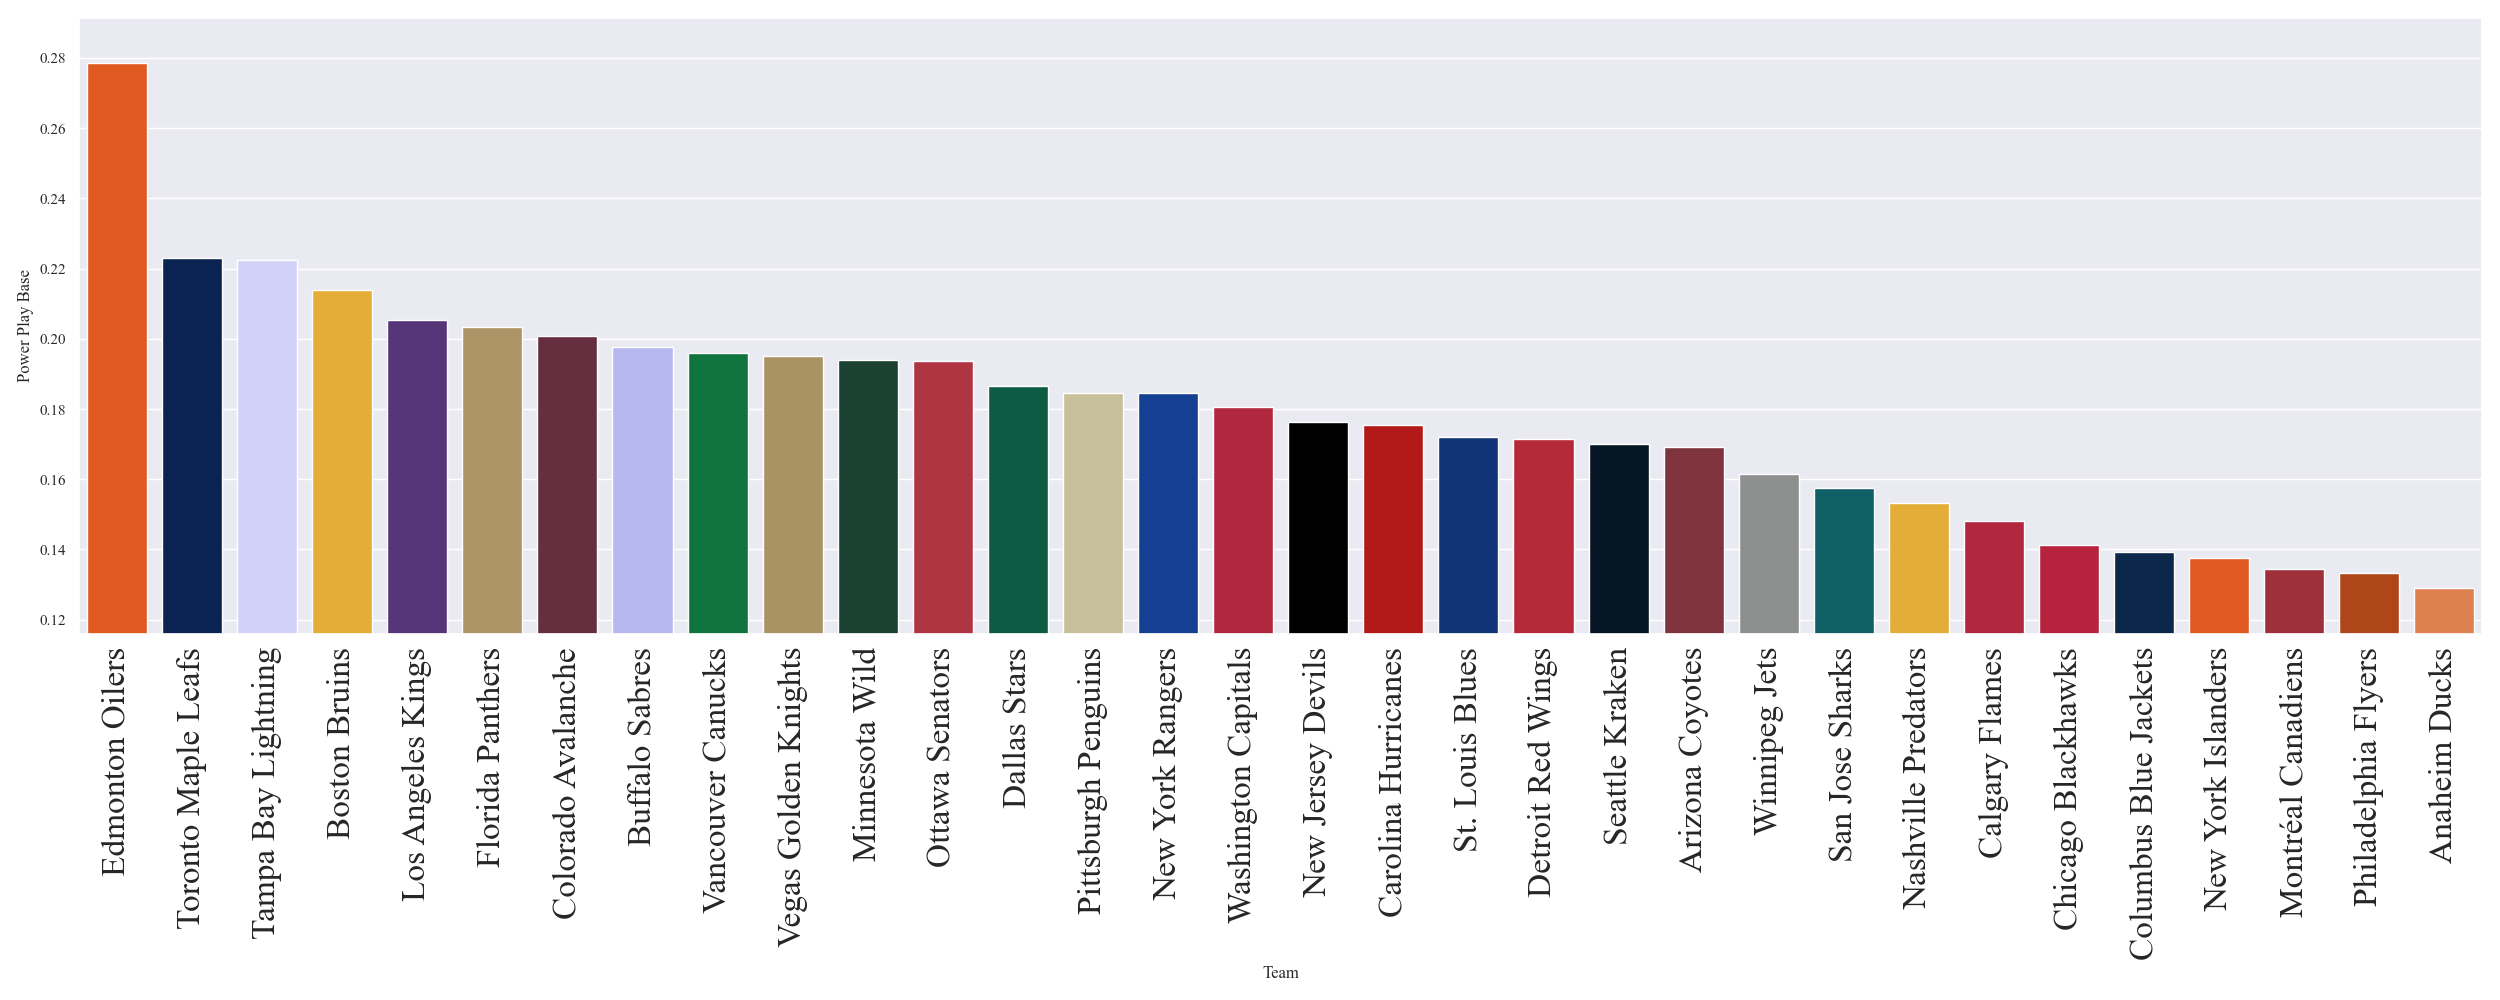 0.28
0.26
0.24
0.22
0.20
0.18
0.16
0.14
0.12
Power Play Base
Edmonton Oilers
Toronto Maple Leafs
Tampa Bay Lightning
Boston Bruins
Los Angeles Kings
Florida Panthers
Colorado Avalanche
Buffalo Sabres
Vancouver Canucks
Vegas Golden Knights
Minnesota Wild
Ottawa Senators
Dallas Stars
Pittsburgh Penguins
New York Rangers
Washington Capitals
New Jersey Devils
Carolina Hurricanes
St. Louis Blues
Detroit Red Wings
Seattle Kraken
Arizona Coyotes
Winnipeg Jets
San Jose Sharks
Nashville Predators
Calgary Flames
Chicago Blackhawks
Columbus Blue Jackets
New York Islanders
Montréal Canadiens
Philadelphia Flyers
Anaheim Ducks
Team